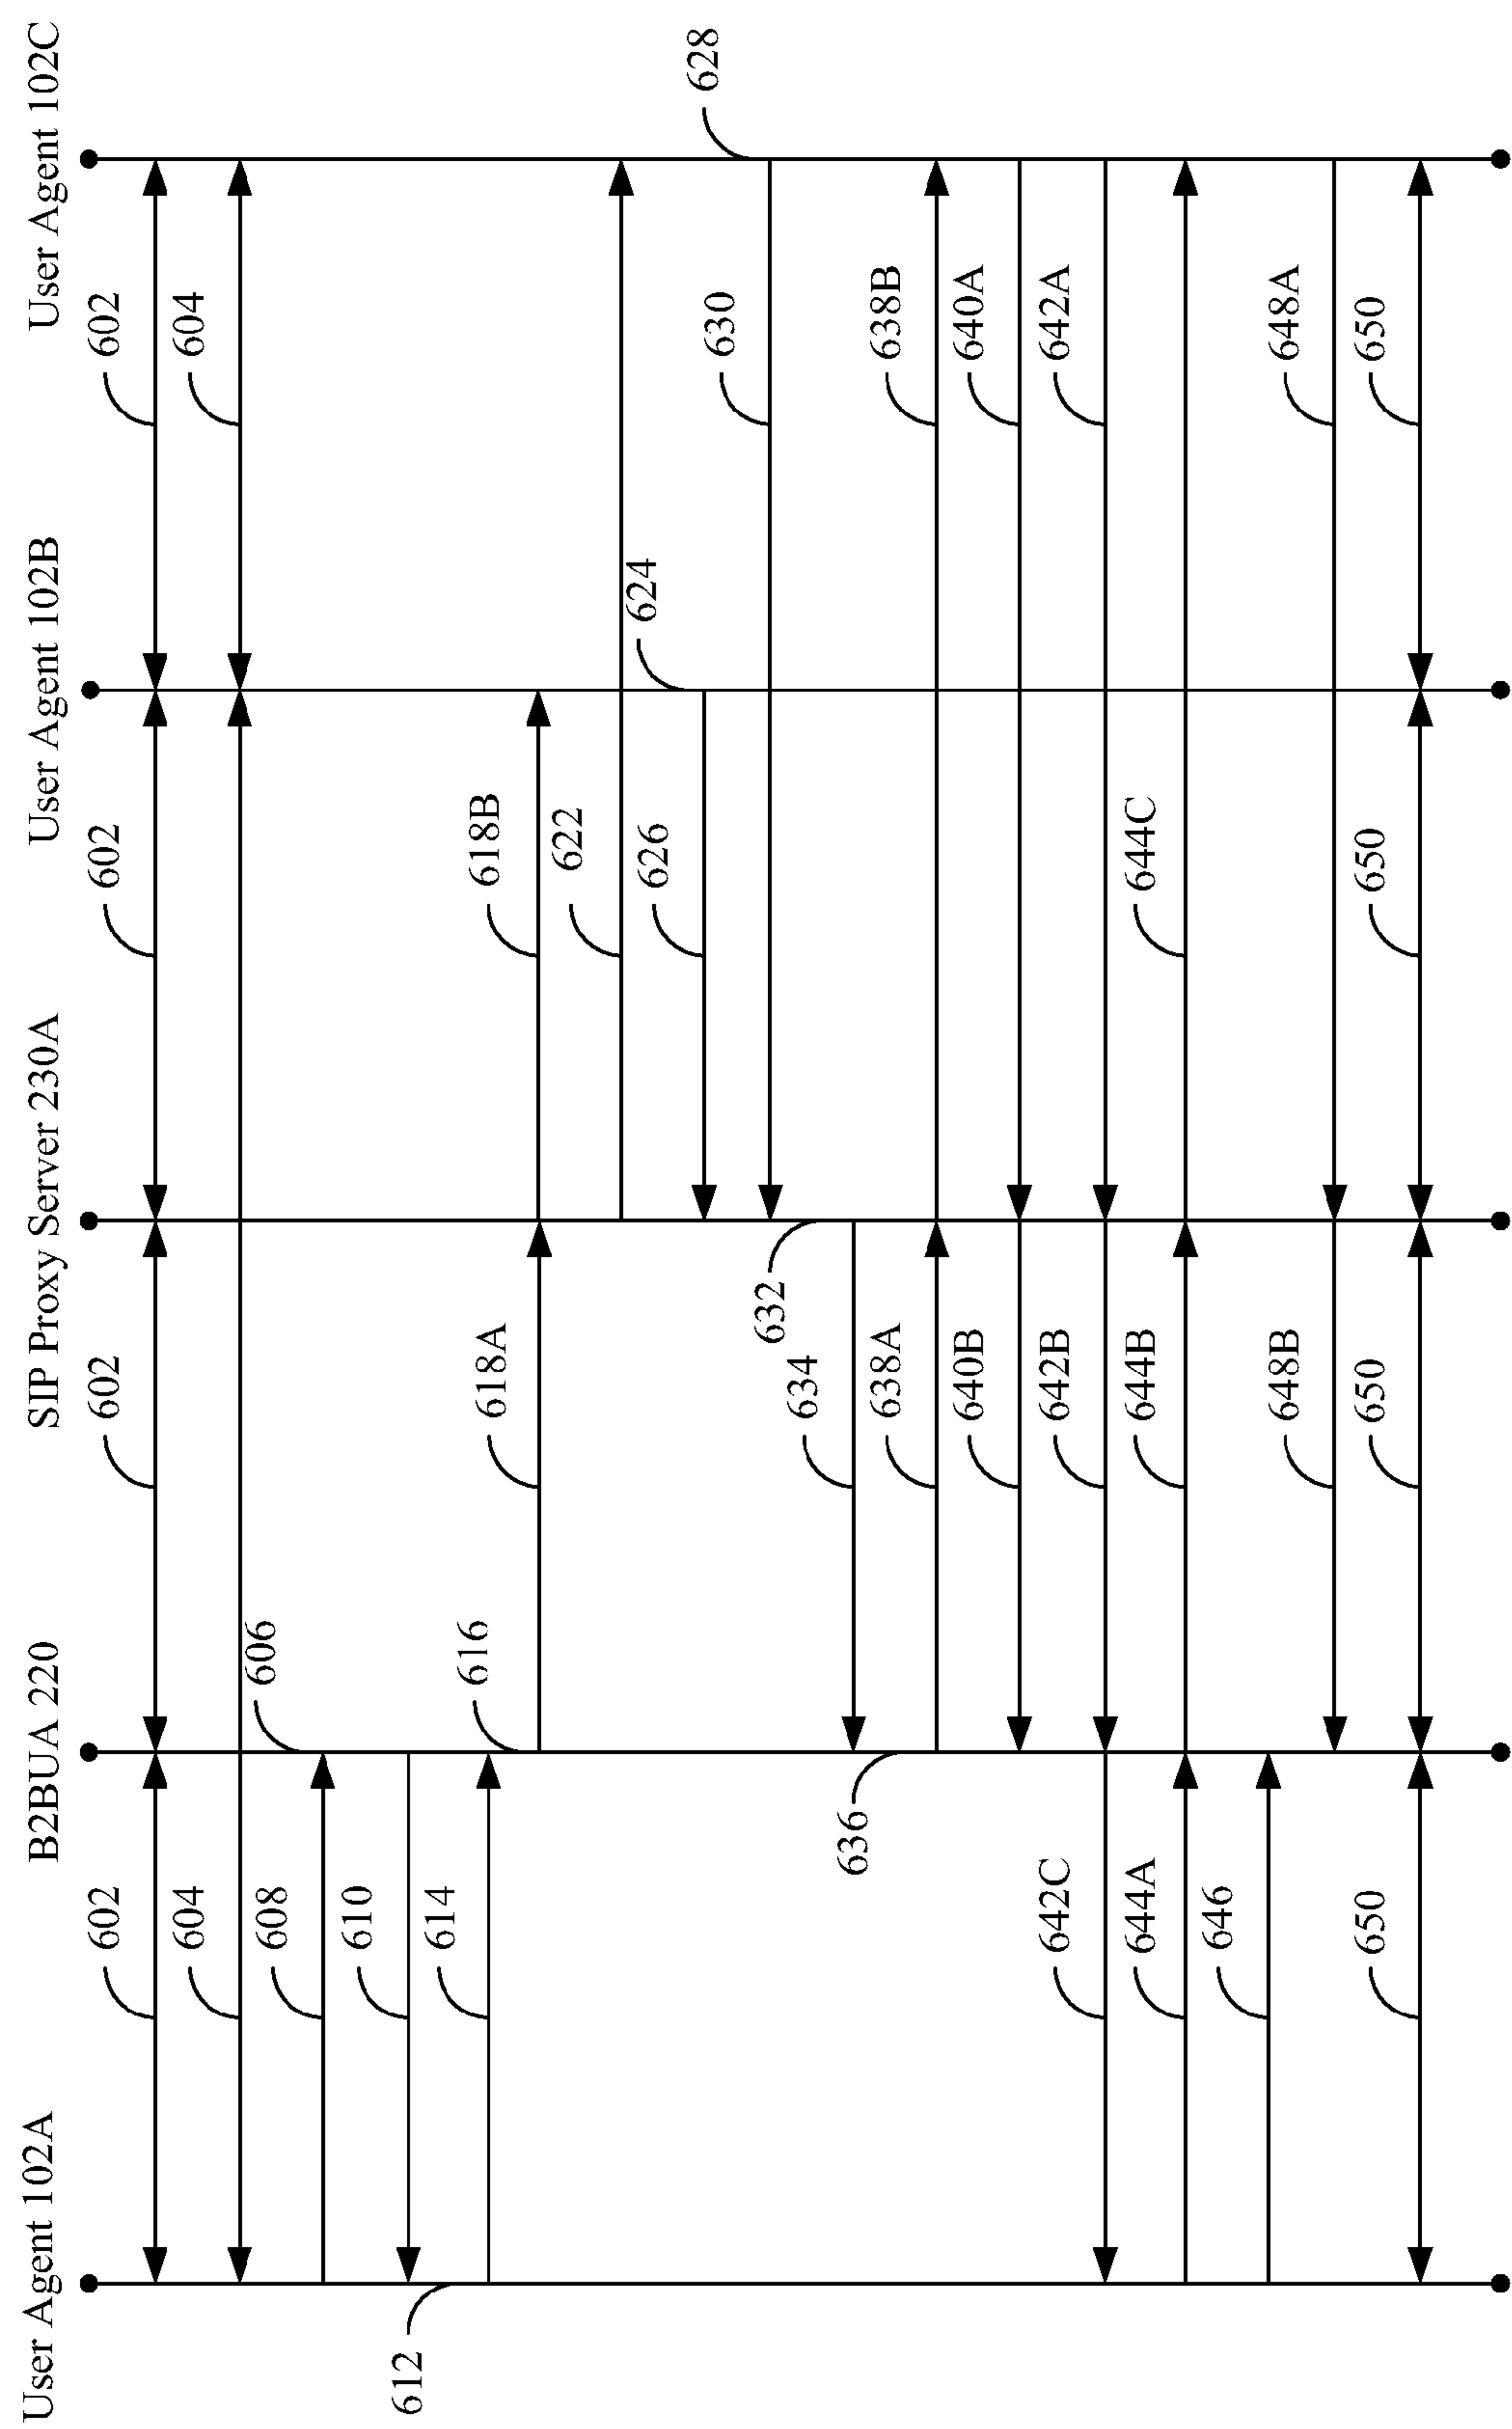 User Agent 102A
B2BUA 220
SIP Proxy Server 230A
User Agent 102B
User Agent 102C
602
602
602
602
604
604
606
608
610
612
614
616
618A
618B
622
624
626
628
630
632
634
636
638A
638B
640B
640A
642C
642B
642A
644A
644B
644C
646
648B
648A
650
650
650
650